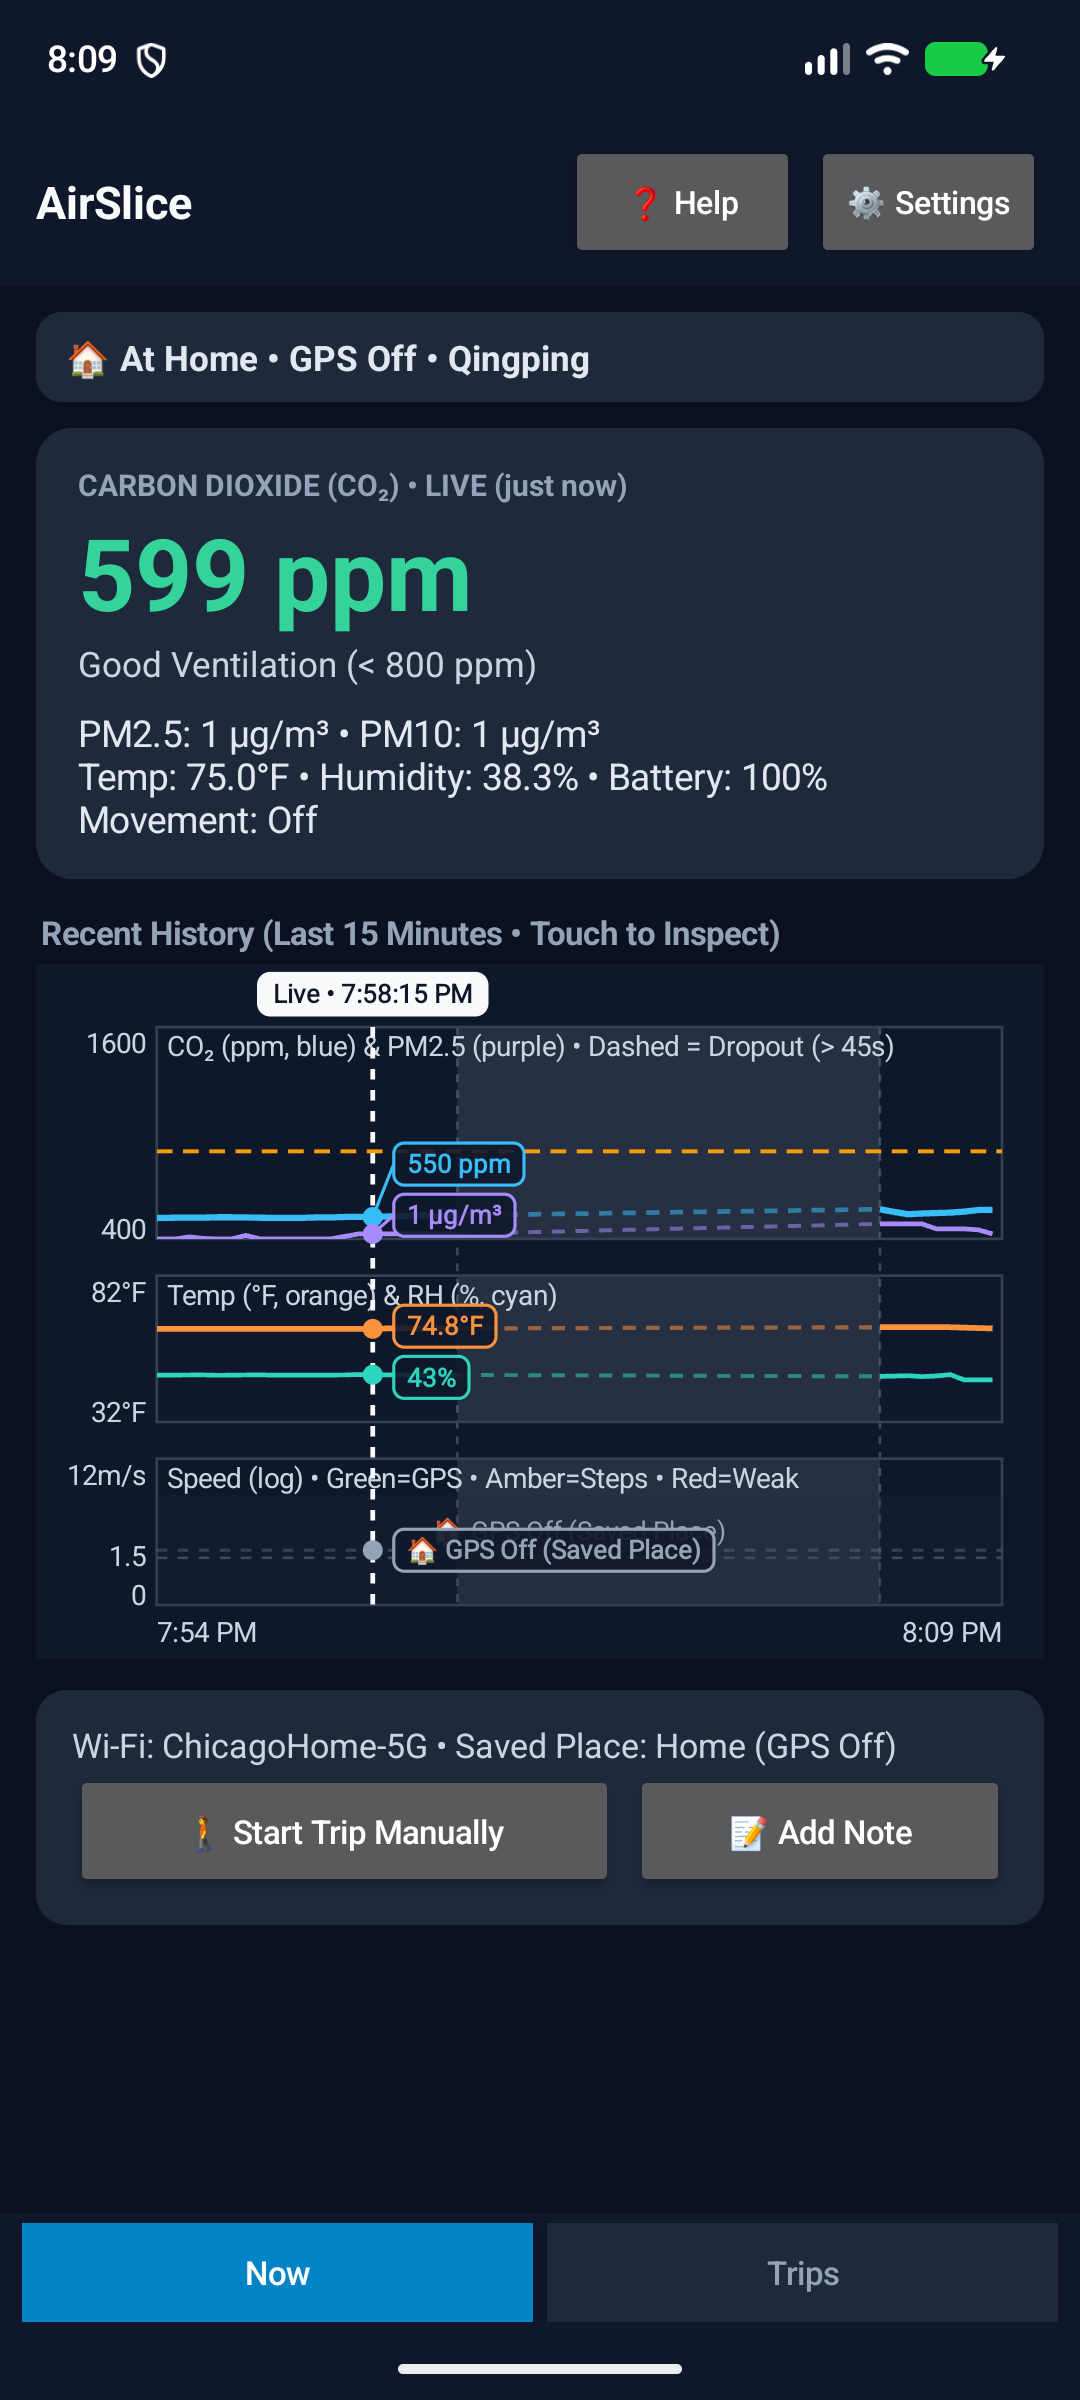 8:09
AirSlice
❓ Help
⚙️ Settings
🏠 At Home • GPS Off • Qingping
CARBON DIOXIDE (CO₂) • LIVE (just now)
599 ppm
Good Ventilation (< 800 ppm)
PM2.5: 1 µg/m³ • PM10: 1 µg/m³
Temp: 75.0°F • Humidity: 38.3% • Battery: 100%
Movement: Off
Recent History (Last 15 Minutes • Touch to Inspect)
Live • 7:58:15 PM
1600
CO₂ (ppm, blue) & PM2.5 (purple) • Dashed = Dropout (> 45s)
550 ppm
1 µg/m³
400
82°F
Temp (°F, orange) & RH (%, cyan)
74.8°F
43%
32°F
12m/s
Speed (log) • Green=GPS • Amber=Steps • Red=Weak
🏠 GPS Off (Saved Place)
🏠 GPS Off (Saved Place)
1.5
0
7:54 PM
8:09 PM
Wi-Fi: ChicagoHome-5G • Saved Place: Home (GPS Off)
🚶 Start Trip Manually
📝 Add Note
Now
Trips